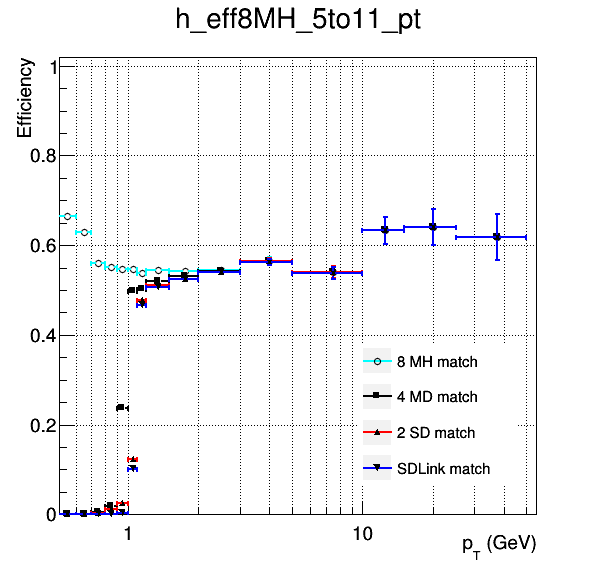 h_eff8MH_5to11_pt
Efficiency
1
0.8
0.6
0.4
0.2
0
8 MH match
4 MD match
2 SD match
SDLink match
1
10
p_T (GeV)